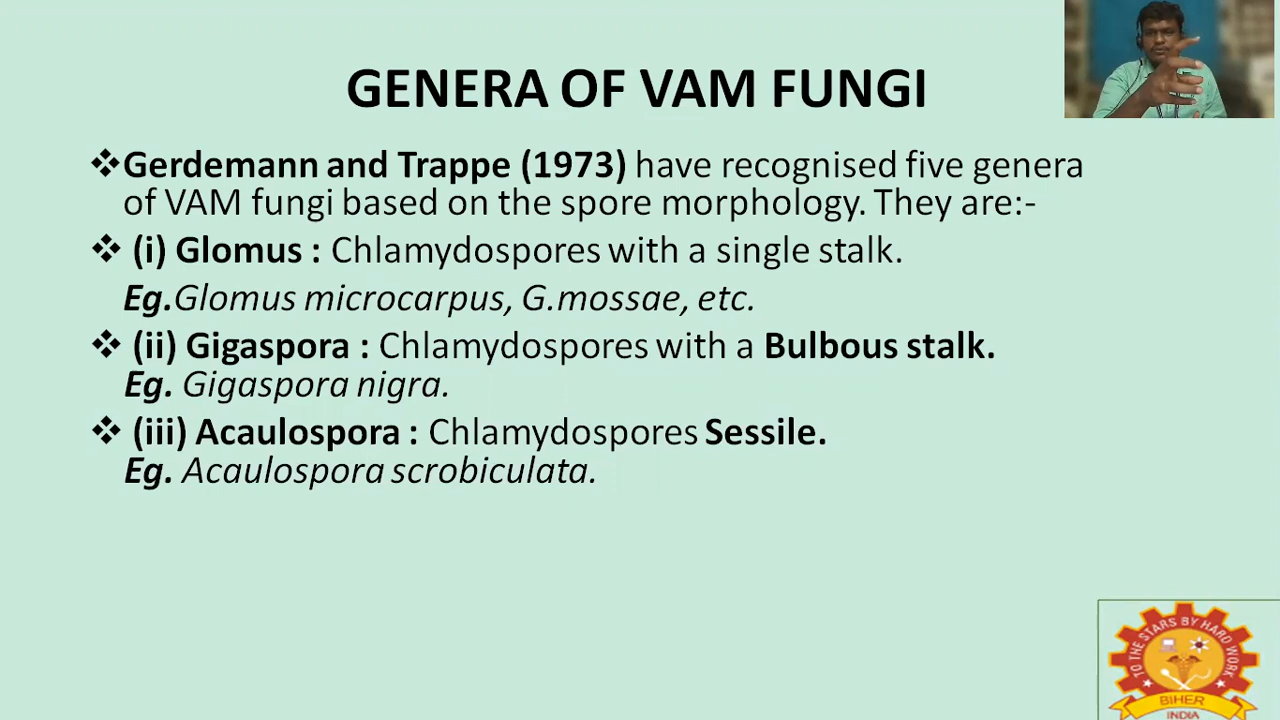 GENERA OF VAM FUNGI
❖Gerdemann and Trappe (1973) have recognised five genera
of VAM fungi based on the spore morphology. They are:-
❖ (i) Glomus : Chlamydospores with a single stalk.
Eg.Glomus microcarpus, G.mossae, etc.
❖ (ii) Gigaspora : Chlamydospores with a Bulbous stalk.
Eg. Gigaspora nigra.
❖ (iii) Acaulospora : Chlamydospores Sessile.
Eg. Acaulospora scrobiculata.
TO THE STARS BY HARD WORK
BIHER
INDIA